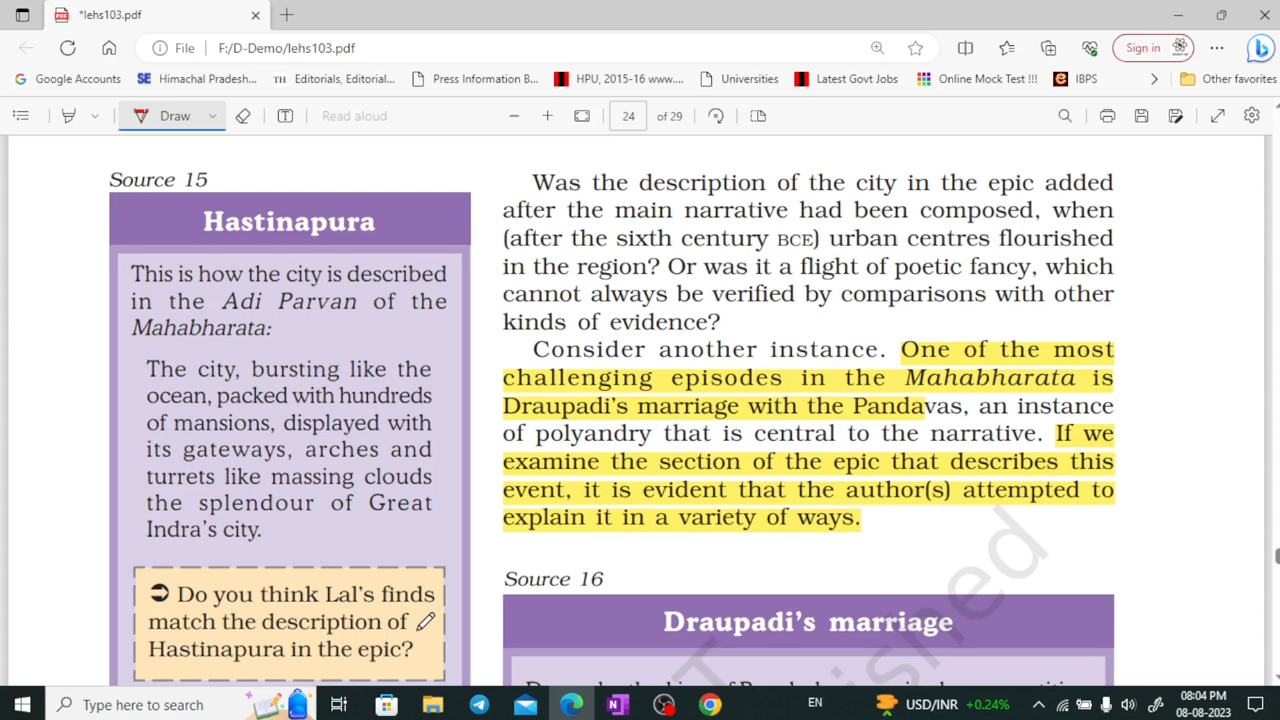 *lehs103.pdf
File
F:/D-Demo/lehs103.pdf
Sign in
Google Accounts
SE Himachal Pradesh...
TH Editorials, Editorial...
Press Information B...
HPU, 2015-16 www....
Universities
Latest Govt Jobs
Online Mock Test !!!
IBPS
Other favorites
Draw
Read aloud
24
of 29
Source 15
Hastinapura
This is how the city is described
in the Adi Parvan of the
Mahabharata:
The city, bursting like the
ocean, packed with hundreds
of mansions, displayed with
its gateways, arches and
turrets like massing clouds
the splendour of Great
Indra's city.
Do you think Lal's finds
match the description of
Hastinapura in the epic?
Was the description of the city in the epic added
after the main narrative had been composed, when
(after the sixth century BCE) urban centres flourished
in the region? Or was it a flight of poetic fancy, which
cannot always be verified by comparisons with other
kinds of evidence?
Consider another instance. One of the most
challenging episodes in the Mahabharata is
Draupadi's marriage with the Pandavas, an instance
of polyandry that is central to the narrative. If we
examine the section of the epic that describes this
event, it is evident that the author(s) attempted to
explain it in a variety of ways.
Source 16
Draupadi's marriage
Type here to search
EN
USD/INR +0.24%
08:04 PM
08-08-2023